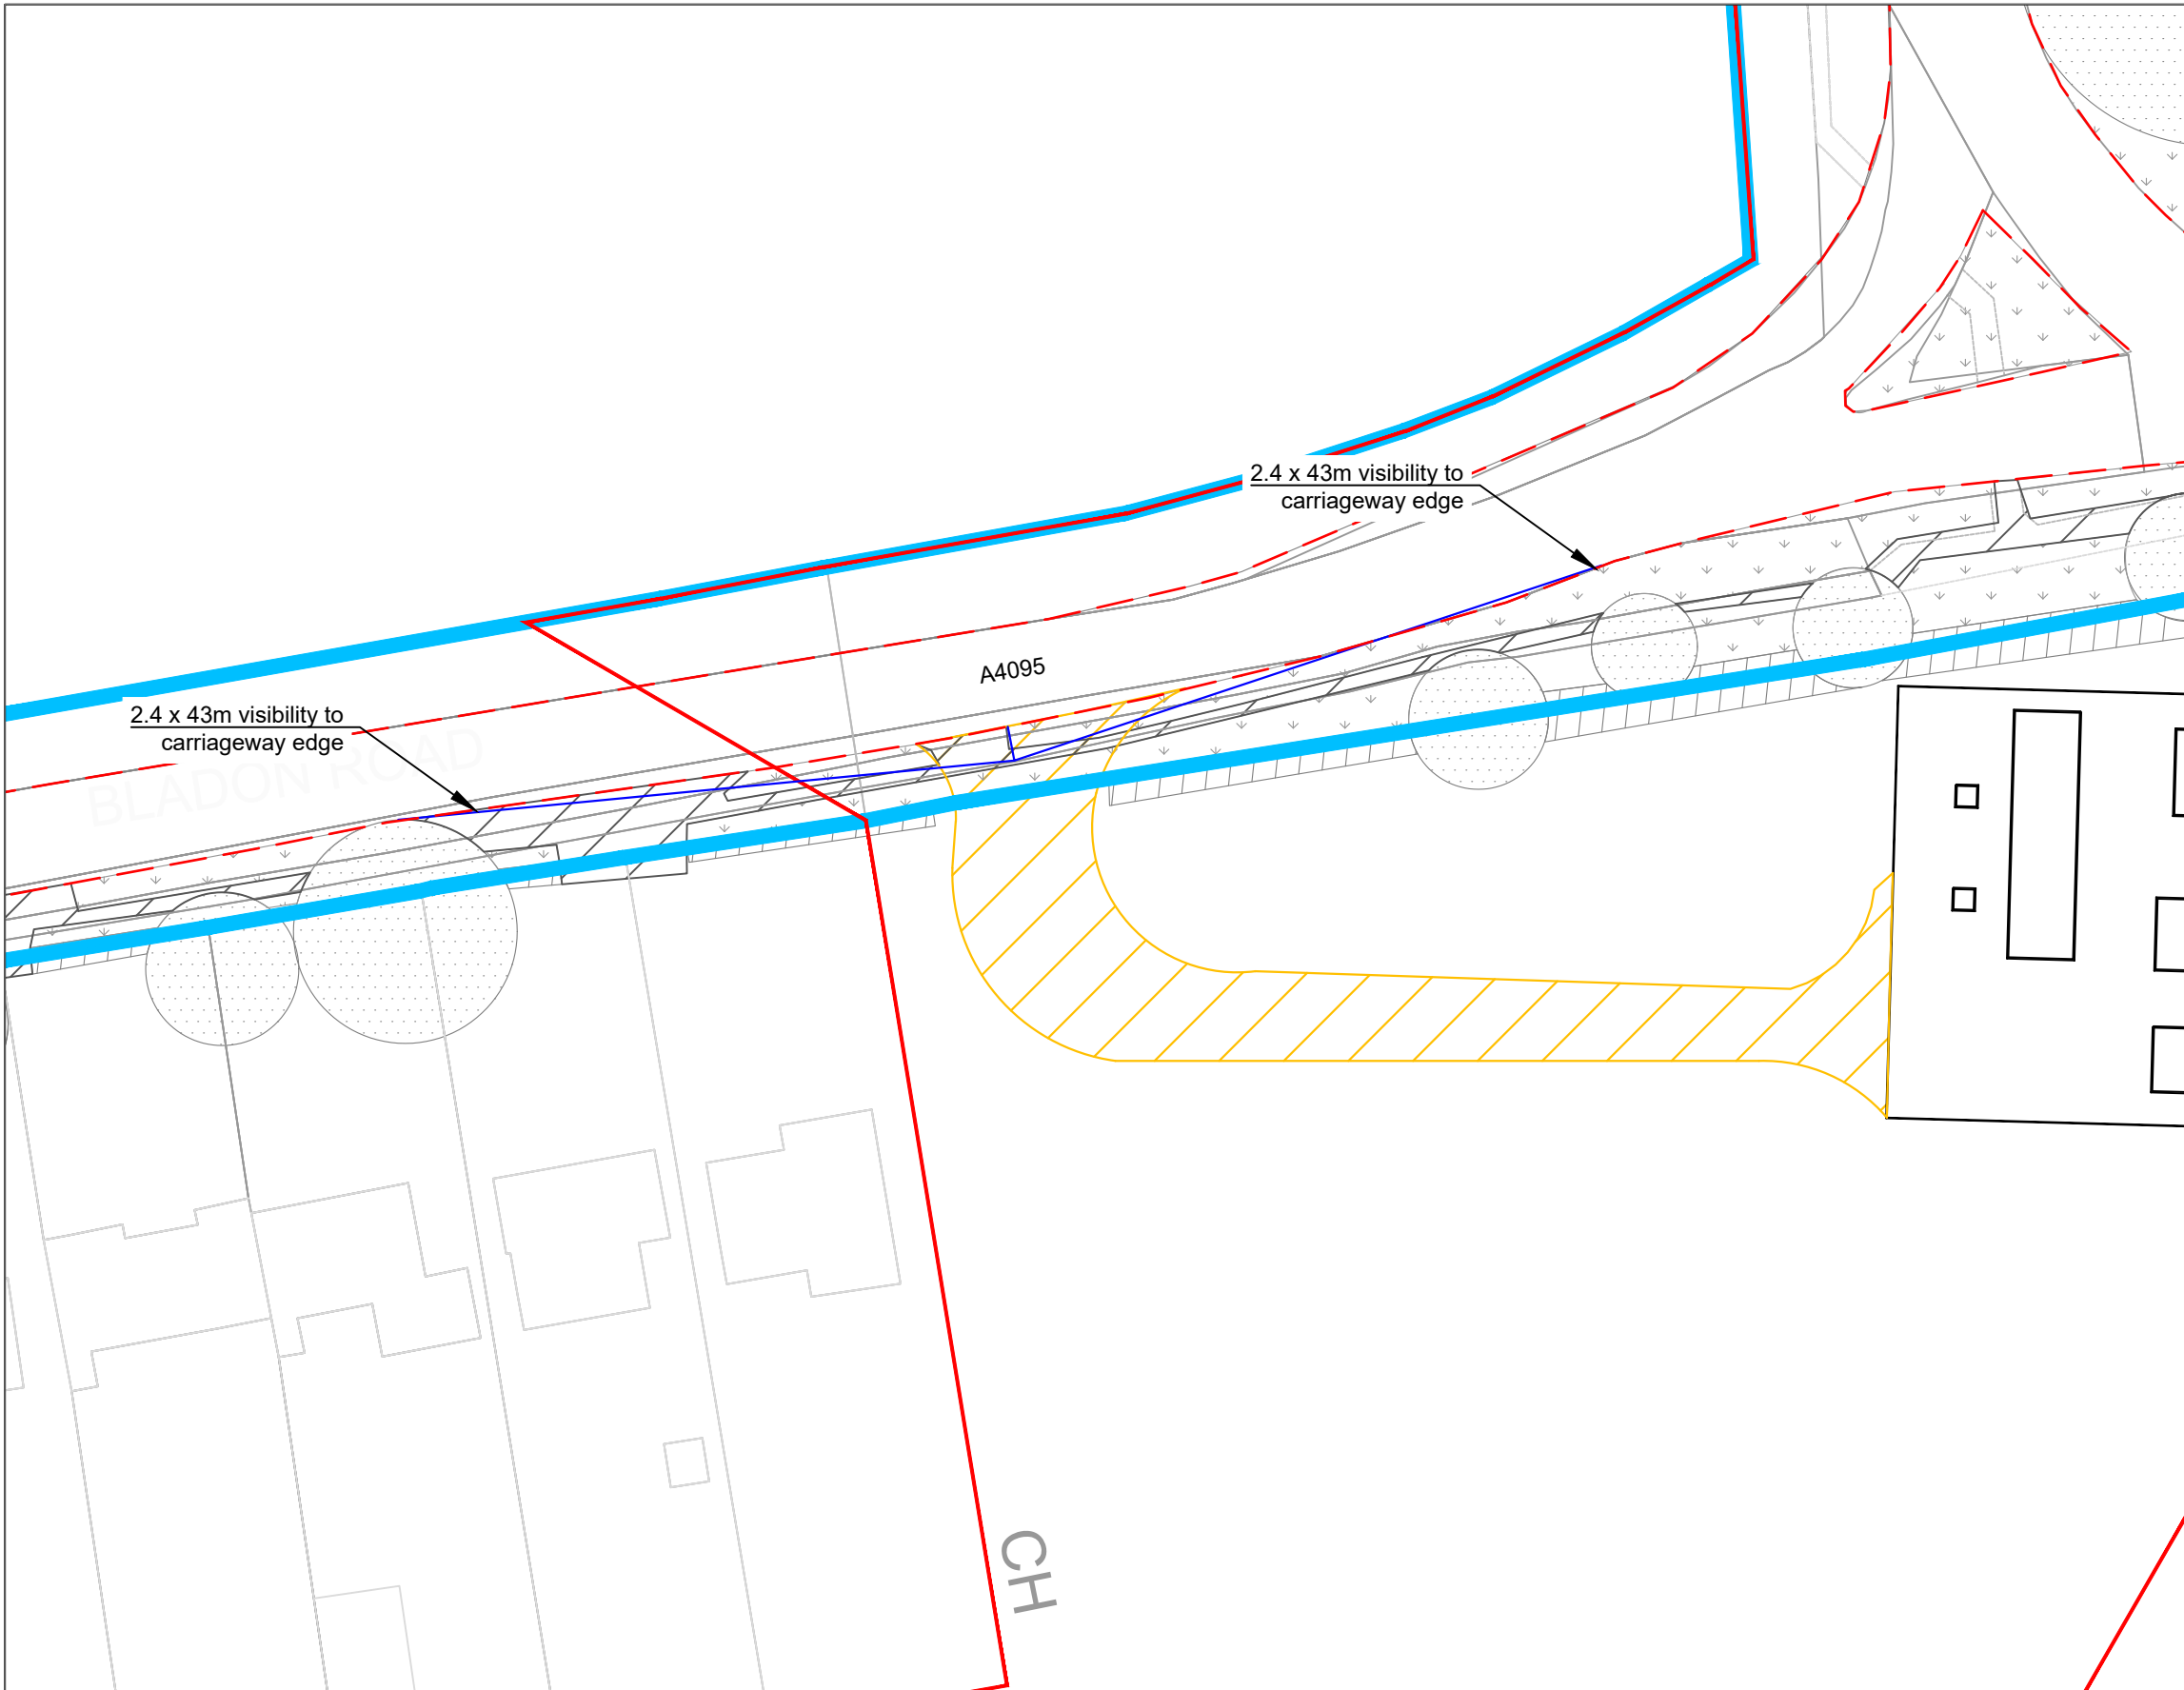 2.4 x 43m visibility to
carriageway edge
A4095
2.4 x 43m visibility to
carriageway edge
BLADON ROAD
CH